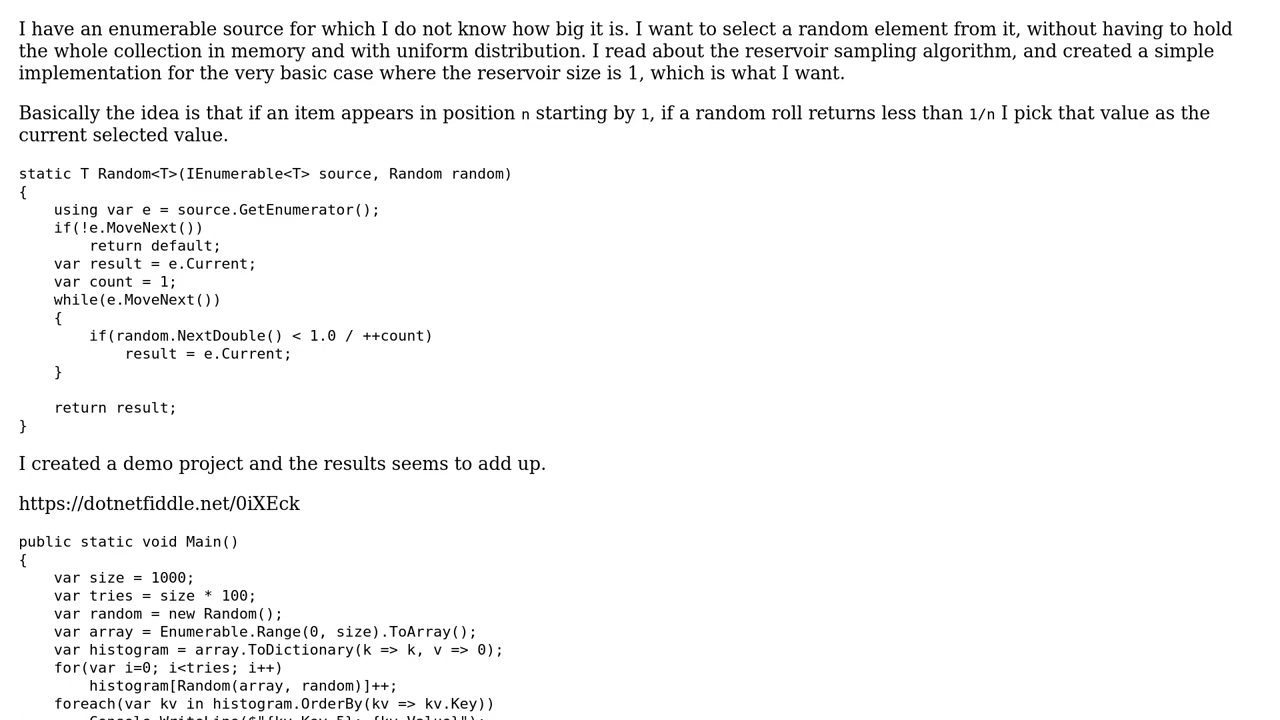 I have an enumerable source for which I do not know how big it is. I want to select a random element from it, without having to hold
the whole collection in memory and with uniform distribution. I read about the reservoir sampling algorithm, and created a simple
implementation for the very basic case where the reservoir size is 1, which is what I want.
Basically the idea is that if an item appears in position n starting by 1, if a random roll returns less than 1/n I pick that value as the
current selected value.
static T Random<T>(IEnumerable<T> source, Random random)
{
    using var e = source.GetEnumerator();
    if(!e.MoveNext())
        return default;
    var result = e.Current;
    var count = 1;
    while(e.MoveNext())
    {
        if(random.NextDouble() < 1.0 / ++count)
            result = e.Current;
    }
    return result;
}
I created a demo project and the results seems to add up.
https://dotnetfiddle.net/0iXEck
public static void Main()
{
    var size = 1000;
    var tries = size * 100;
    var random = new Random();
    var array = Enumerable.Range(0, size).ToArray();
    var histogram = array.ToDictionary(k => k, v => 0);
    for(var i=0; i<tries; i++)
        histogram[Random(array, random)]++;
    foreach(var kv in histogram.OrderBy(kv => kv.Key))
        Console.WriteLine($"{kv.Key,5}: {kv.Value}");